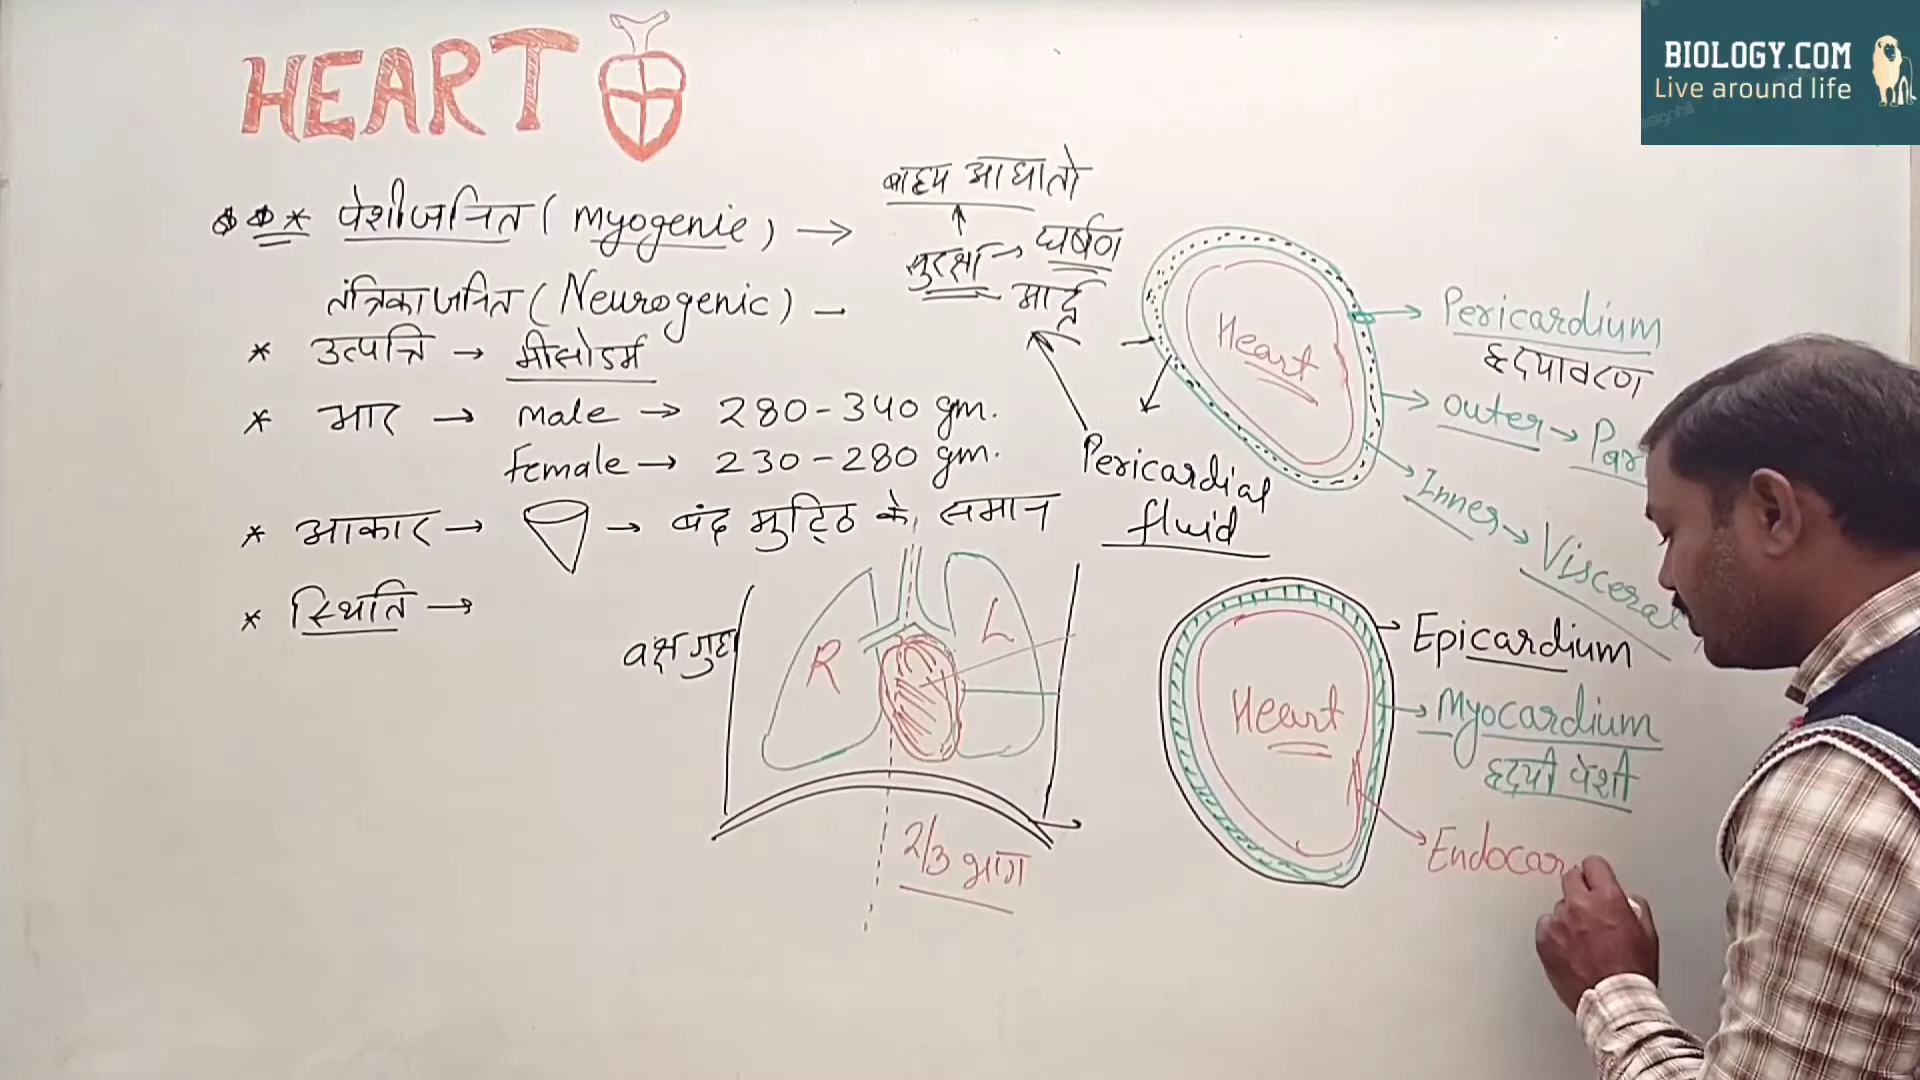 HEART
BIOLOGY.COM
Live around life
पेशीजनित (myogenic) →
तंत्रिकाजनित (Neurogenic) –
* उत्पत्ति → मीसोडर्म
* भार → male → 280-340 gm.
Female → 230-280 gm.
* आकार → → बंद मुट्ठि के समान
* स्थिति →
बाह्य आघातो
सुरक्षा → घर्षण
Pericardial
fluid
Heart
Pericardium
हृदयावरण
outer → Par
Inner → Visceral
वक्षगुहा
R
L
2/3 भाग
Heart
Epicardium
Myocardium
हृदयी पेशी
Endocar